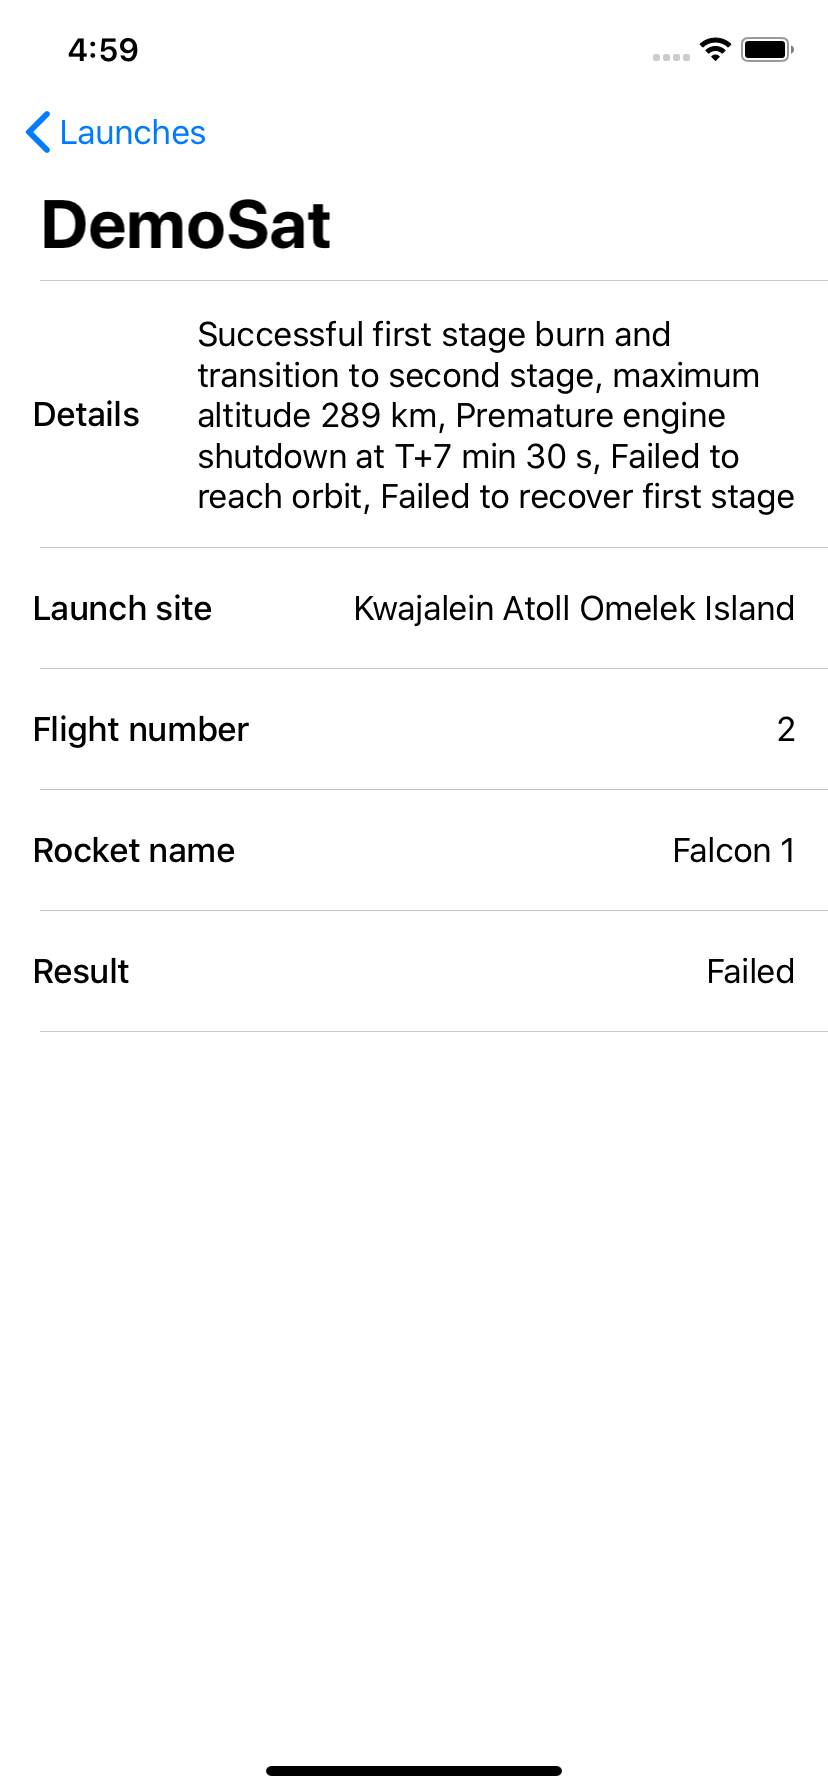 4:59
Launches
DemoSat
Details
Successful first stage burn and
transition to second stage, maximum
altitude 289 km, Premature engine
shutdown at T+7 min 30 s, Failed to
reach orbit, Failed to recover first stage
Launch site Kwajalein Atoll Omelek Island
Flight number 2
Rocket name Falcon 1
Result Failed